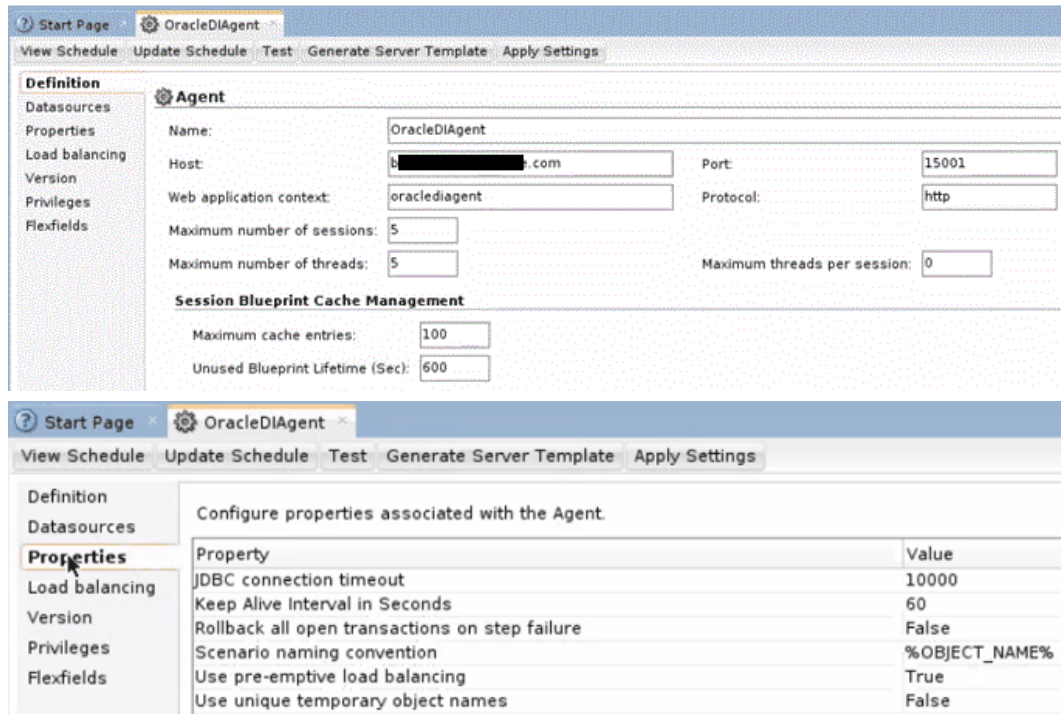 Start Page OracleDIAgent
View Schedule Update Schedule Test Generate Server Template Apply Settings
Definition
Datasources
Properties
Load balancing
Version
Privileges
Flexfields
Agent
Name: OracleDIAgent
Host: b .com Port: 15001
Web application context: oraclediagent Protocol: http
Maximum number of sessions: 5
Maximum number of threads: 5 Maximum threads per session: 0
Session Blueprint Cache Management
Maximum cache entries: 100
Unused Blueprint Lifetime (Sec): 600
Start Page OracleDIAgent
View Schedule Update Schedule Test Generate Server Template Apply Settings
Definition
Datasources
Properties
Load balancing
Version
Privileges
Flexfields
Configure properties associated with the Agent.
Property Value
JDBC connection timeout 10000
Keep Alive Interval in Seconds 60
Rollback all open transactions on step failure False
Scenario naming convention %OBJECT_NAME%
Use pre-emptive load balancing True
Use unique temporary object names False